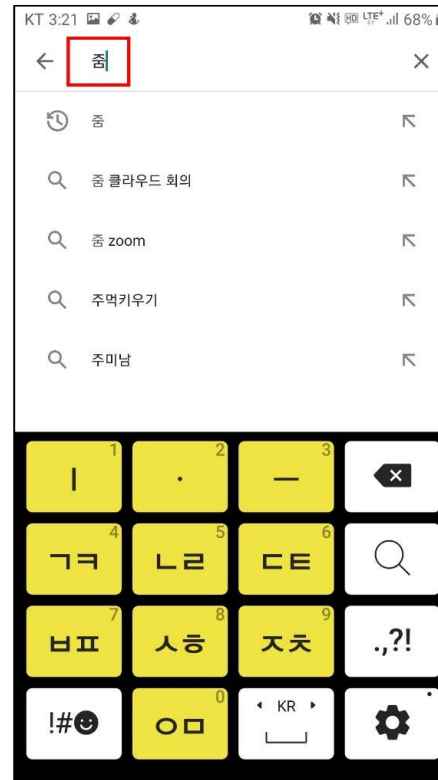 KT 3:21 HD LTE+ 68%
줌
줌
줌 클라우드 회의
줌 zoom
주먹키우기
주미남
1 2 3
ㅣ · ㅡ
4 5 6
ㄱㅋ ㄴㄹ ㄷㅌ
7 8 9
ㅂㅍ ㅅㅎ ㅈㅊ .,?!
0
!# ㅇㅁ KR